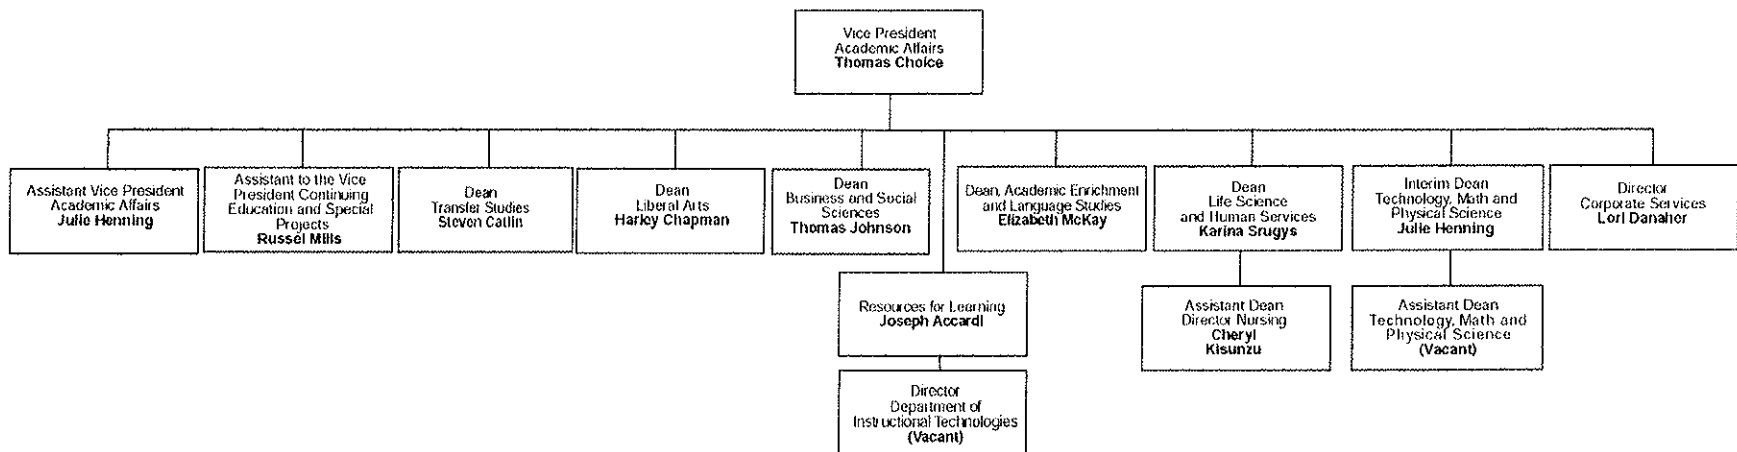 Vice President
Academic Affairs
Thomas Choice
Assistant Vice President
Academic Affairs
Julie Henning
Assistant to the Vice
President Continuing
Education and Special
Projects
Russel Mills
Dean
Transfer Studies
Steven Catlin
Dean
Liberal Arts
Harley Chapman
Dean
Business and Social
Sciences
Thomas Johnson
Dean, Academic Enrichment
and Language Studies
Elizabeth McKay
Dean
Life Science
and Human Services
Karina Srugys
Interim Dean
Technology, Math and
Physical Science
Julie Henning
Director
Corporate Services
Lori Danaher
Resources for Learning
Joseph Accardi
Assistant Dean
Director Nursing
Cheryl
Kisunzu
Assistant Dean
Technology, Math and
Physical Science
(Vacant)
Director
Department of
Instructional Technologies
(Vacant)